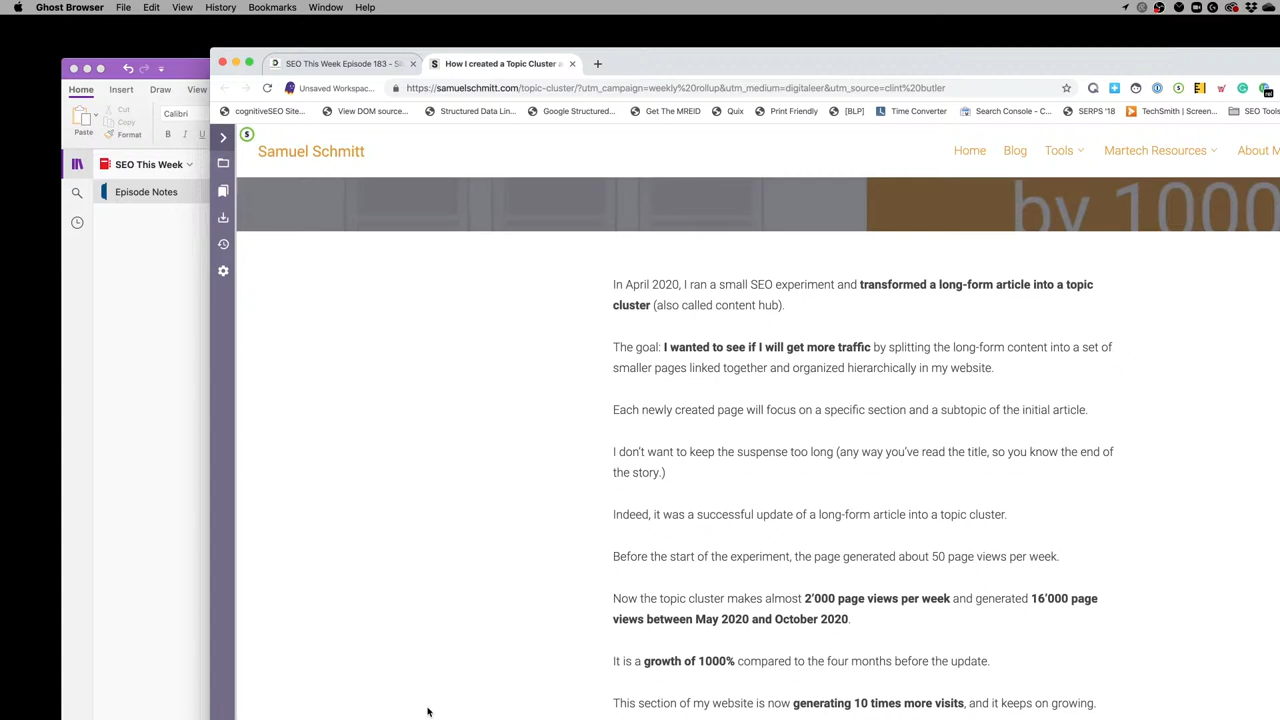 Ghost Browser File Edit View History Bookmarks Window Help
SEO This Week Episode 183 – Sl
How I created a Topic Cluster a
Home Insert Draw View
Unsaved Workspac...
https://samuelschmitt.com/topic-cluster/?utm_campaign=weekly%20rollup&utm_medium=digitaleer&utm_source=clint%20butler
Cut
Copy
Paste
Format
Calibri
B I U
cognitiveSEO Site... View DOM source... Structured Data Lin... Google Structured... Get The MREID Quix Print Friendly [BLP] Time Converter Search Console - C... SERPS '18 TechSmith | Screen... SEO Tools
SEO This Week
Episode Notes
Samuel Schmitt
Home Blog Tools Martech Resources About M
by 1000
In April 2020, I ran a small SEO experiment and transformed a long-form article into a topic
cluster (also called content hub).
The goal: I wanted to see if I will get more traffic by splitting the long-form content into a set of
smaller pages linked together and organized hierarchically in my website.
Each newly created page will focus on a specific section and a subtopic of the initial article.
I don't want to keep the suspense too long (any way you've read the title, so you know the end of
the story.)
Indeed, it was a successful update of a long-form article into a topic cluster.
Before the start of the experiment, the page generated about 50 page views per week.
Now the topic cluster makes almost 2'000 page views per week and generated 16'000 page
views between May 2020 and October 2020.
It is a growth of 1000% compared to the four months before the update.
This section of my website is now generating 10 times more visits, and it keeps on growing.